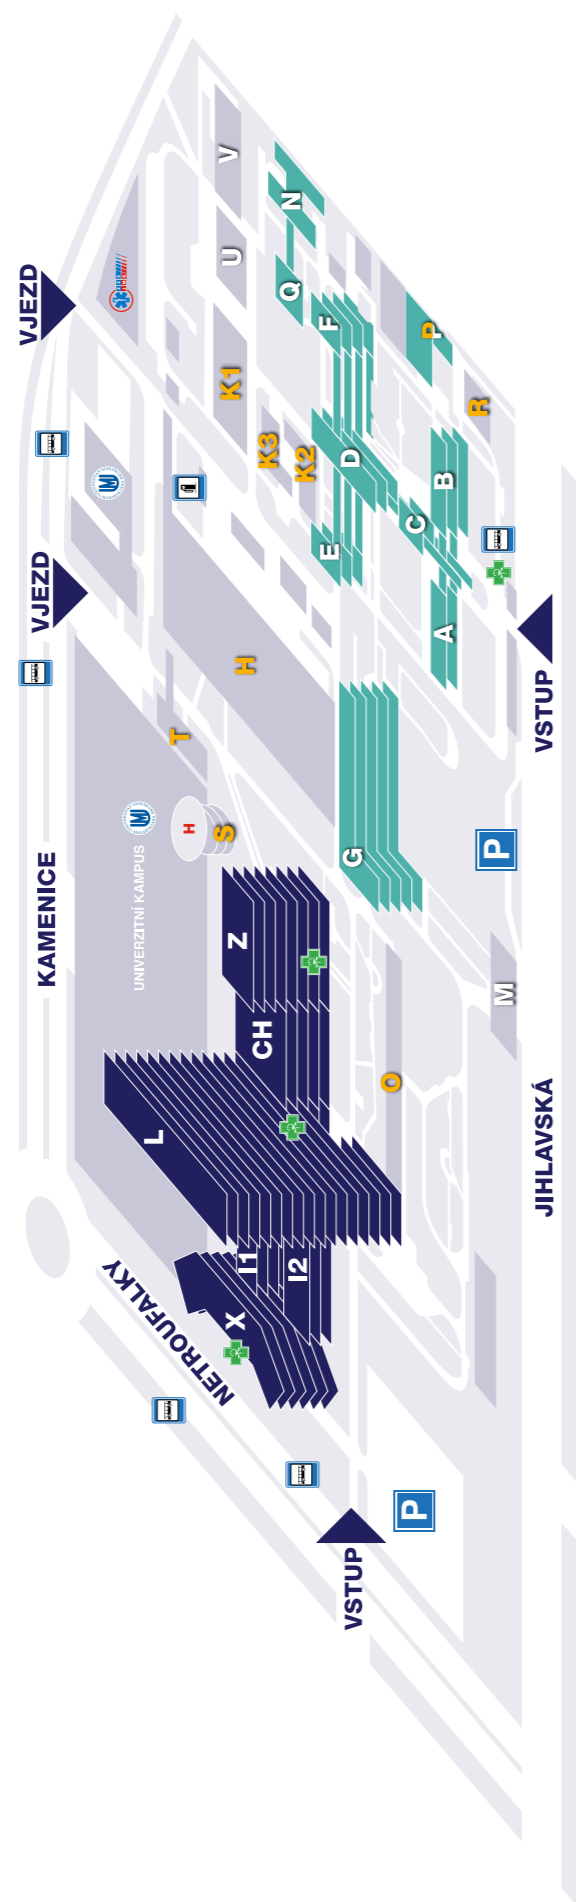 VJEZD
V
N
U
Q
F
P
K1
R
K3
K2
D
B
C
E
VJEZD
A
H
VSTUP
T
H
S
G
P
KAMENICE
UNIVERZITNÍ KAMPUS
Z
M
CH
O
L
JIHLAVSKÁ
I1
I2
X
NETROUFALKY
P
VSTUP